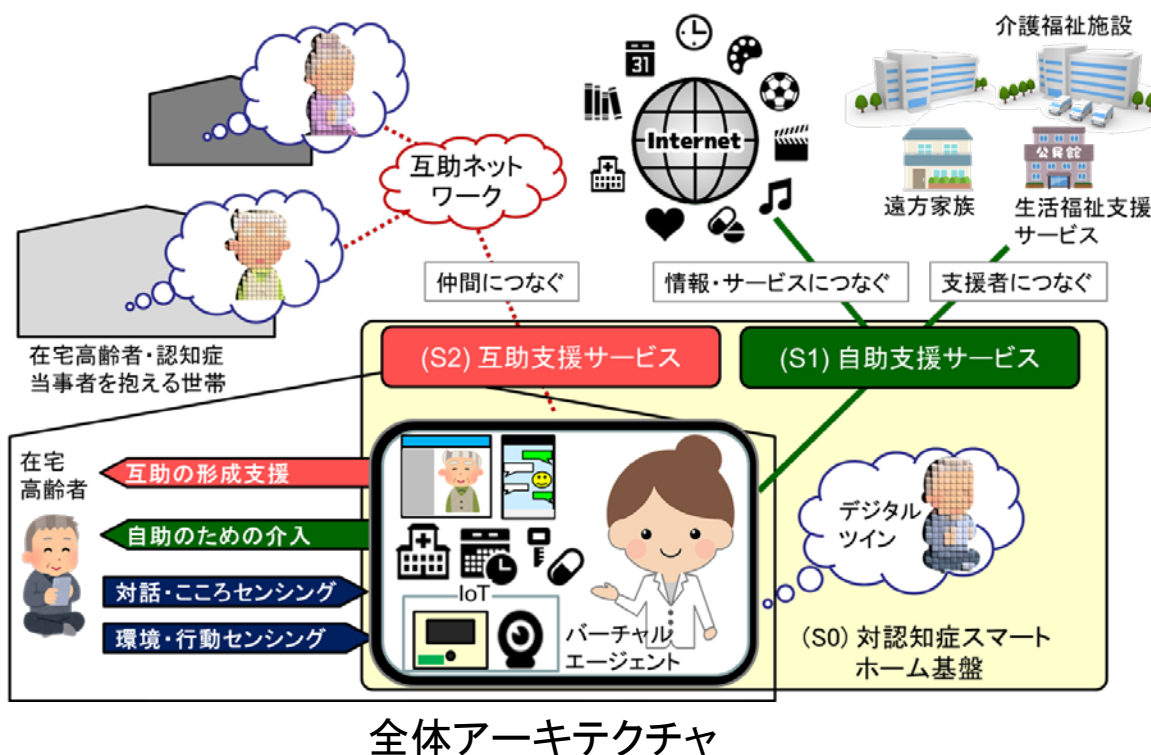 介護福祉施設
31
Internet
互助ネット
ワーク
公民館
遠方家族
生活福祉支援
サービス
仲間につなぐ
情報・サービスにつなぐ
支援者につなぐ
在宅高齢者・認知症
当事者を抱える世帯
(S2) 互助支援サービス
(S1) 自助支援サービス
在宅
高齢者
互助の形成支援
自助のための介入
対話・こころセンシング
環境・行動センシング
IoT
バーチャル
エージェント
デジタル
ツイン
(S0) 対認知症スマート
ホーム基盤
全体アーキテクチャ